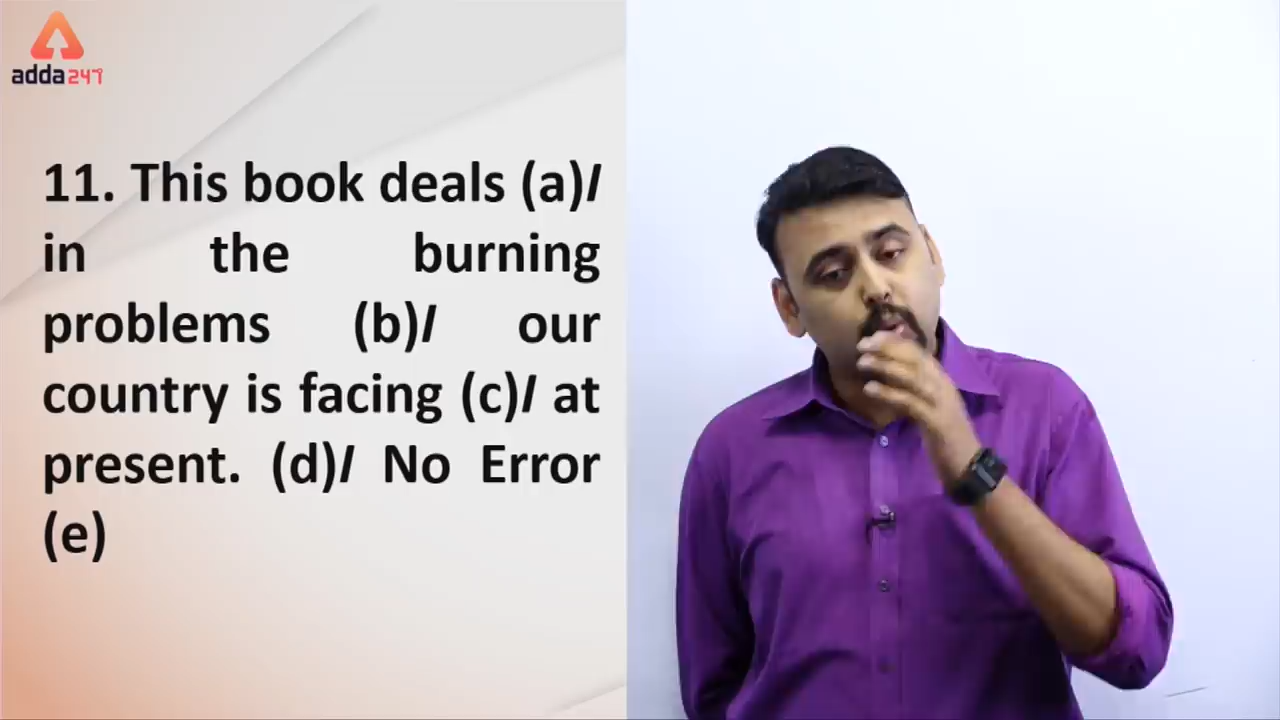 adda247
11. This book deals (a)/
in the burning
problems (b)/ our
country is facing (c)/ at
present. (d)/ No Error
(e)